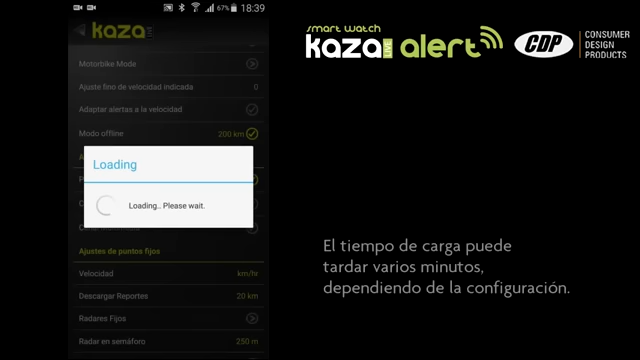 18:39
kaza LIVE
Motorbike Mode
Ajuste fino de velocidad indicada 0
Adaptar alertas a la velocidad
Modo offline 200 km
Loading
Loading.. Please wait.
Ajustes de puntos fijos
Velocidad km/hr
Descargar Reportes 20 km
Radares Fijos
Radar en semáforo 250 m
smart watch
kaza LIVE alert
CDP
CONSUMER
DESIGN
PRODUCTS
El tiempo de carga puede
tardar varios minutos,
dependiendo de la configuración.